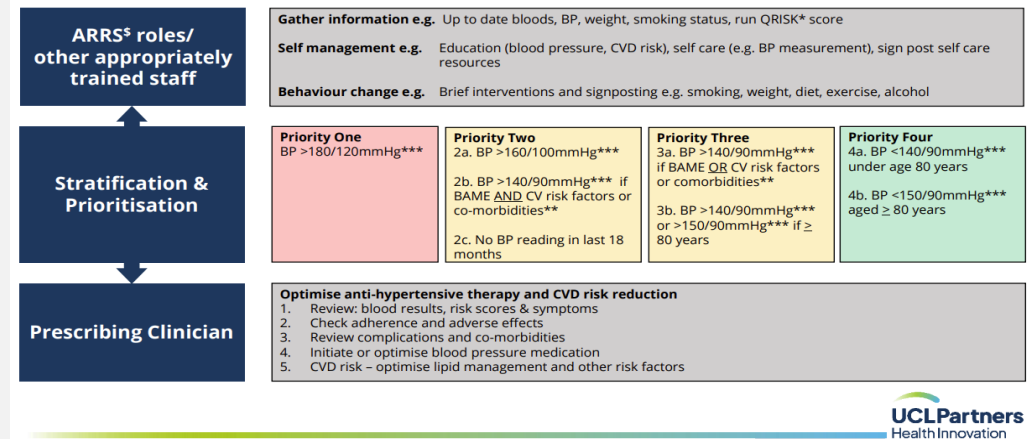 ARRS$ roles/
other appropriately
trained staff
Gather information e.g. Up to date bloods, BP, weight, smoking status, run QRISK* score
Self management e.g. Education (blood pressure, CVD risk), self care (e.g. BP measurement), sign post self care
resources
Behaviour change e.g. Brief interventions and signposting e.g. smoking, weight, diet, exercise, alcohol
Stratification &
Prioritisation
Priority One
BP >180/120mmHg***
Priority Two
2a. BP >160/100mmHg***
2b. BP >140/90mmHg*** if
BAME AND CV risk factors or
co-morbidities**
2c. No BP reading in last 18
months
Priority Three
3a. BP >140/90mmHg***
if BAME OR CV risk factors
or comorbidities**
3b. BP >140/90mmHg***
or >150/90mmHg*** if ≥
80 years
Priority Four
4a. BP <140/90mmHg***
under age 80 years
4b. BP <150/90mmHg***
aged ≥ 80 years
Prescribing Clinician
Optimise anti-hypertensive therapy and CVD risk reduction
1. Review: blood results, risk scores & symptoms
2. Check adherence and adverse effects
3. Review complications and co-morbidities
4. Initiate or optimise blood pressure medication
5. CVD risk – optimise lipid management and other risk factors
UCLPartners
Health Innovation